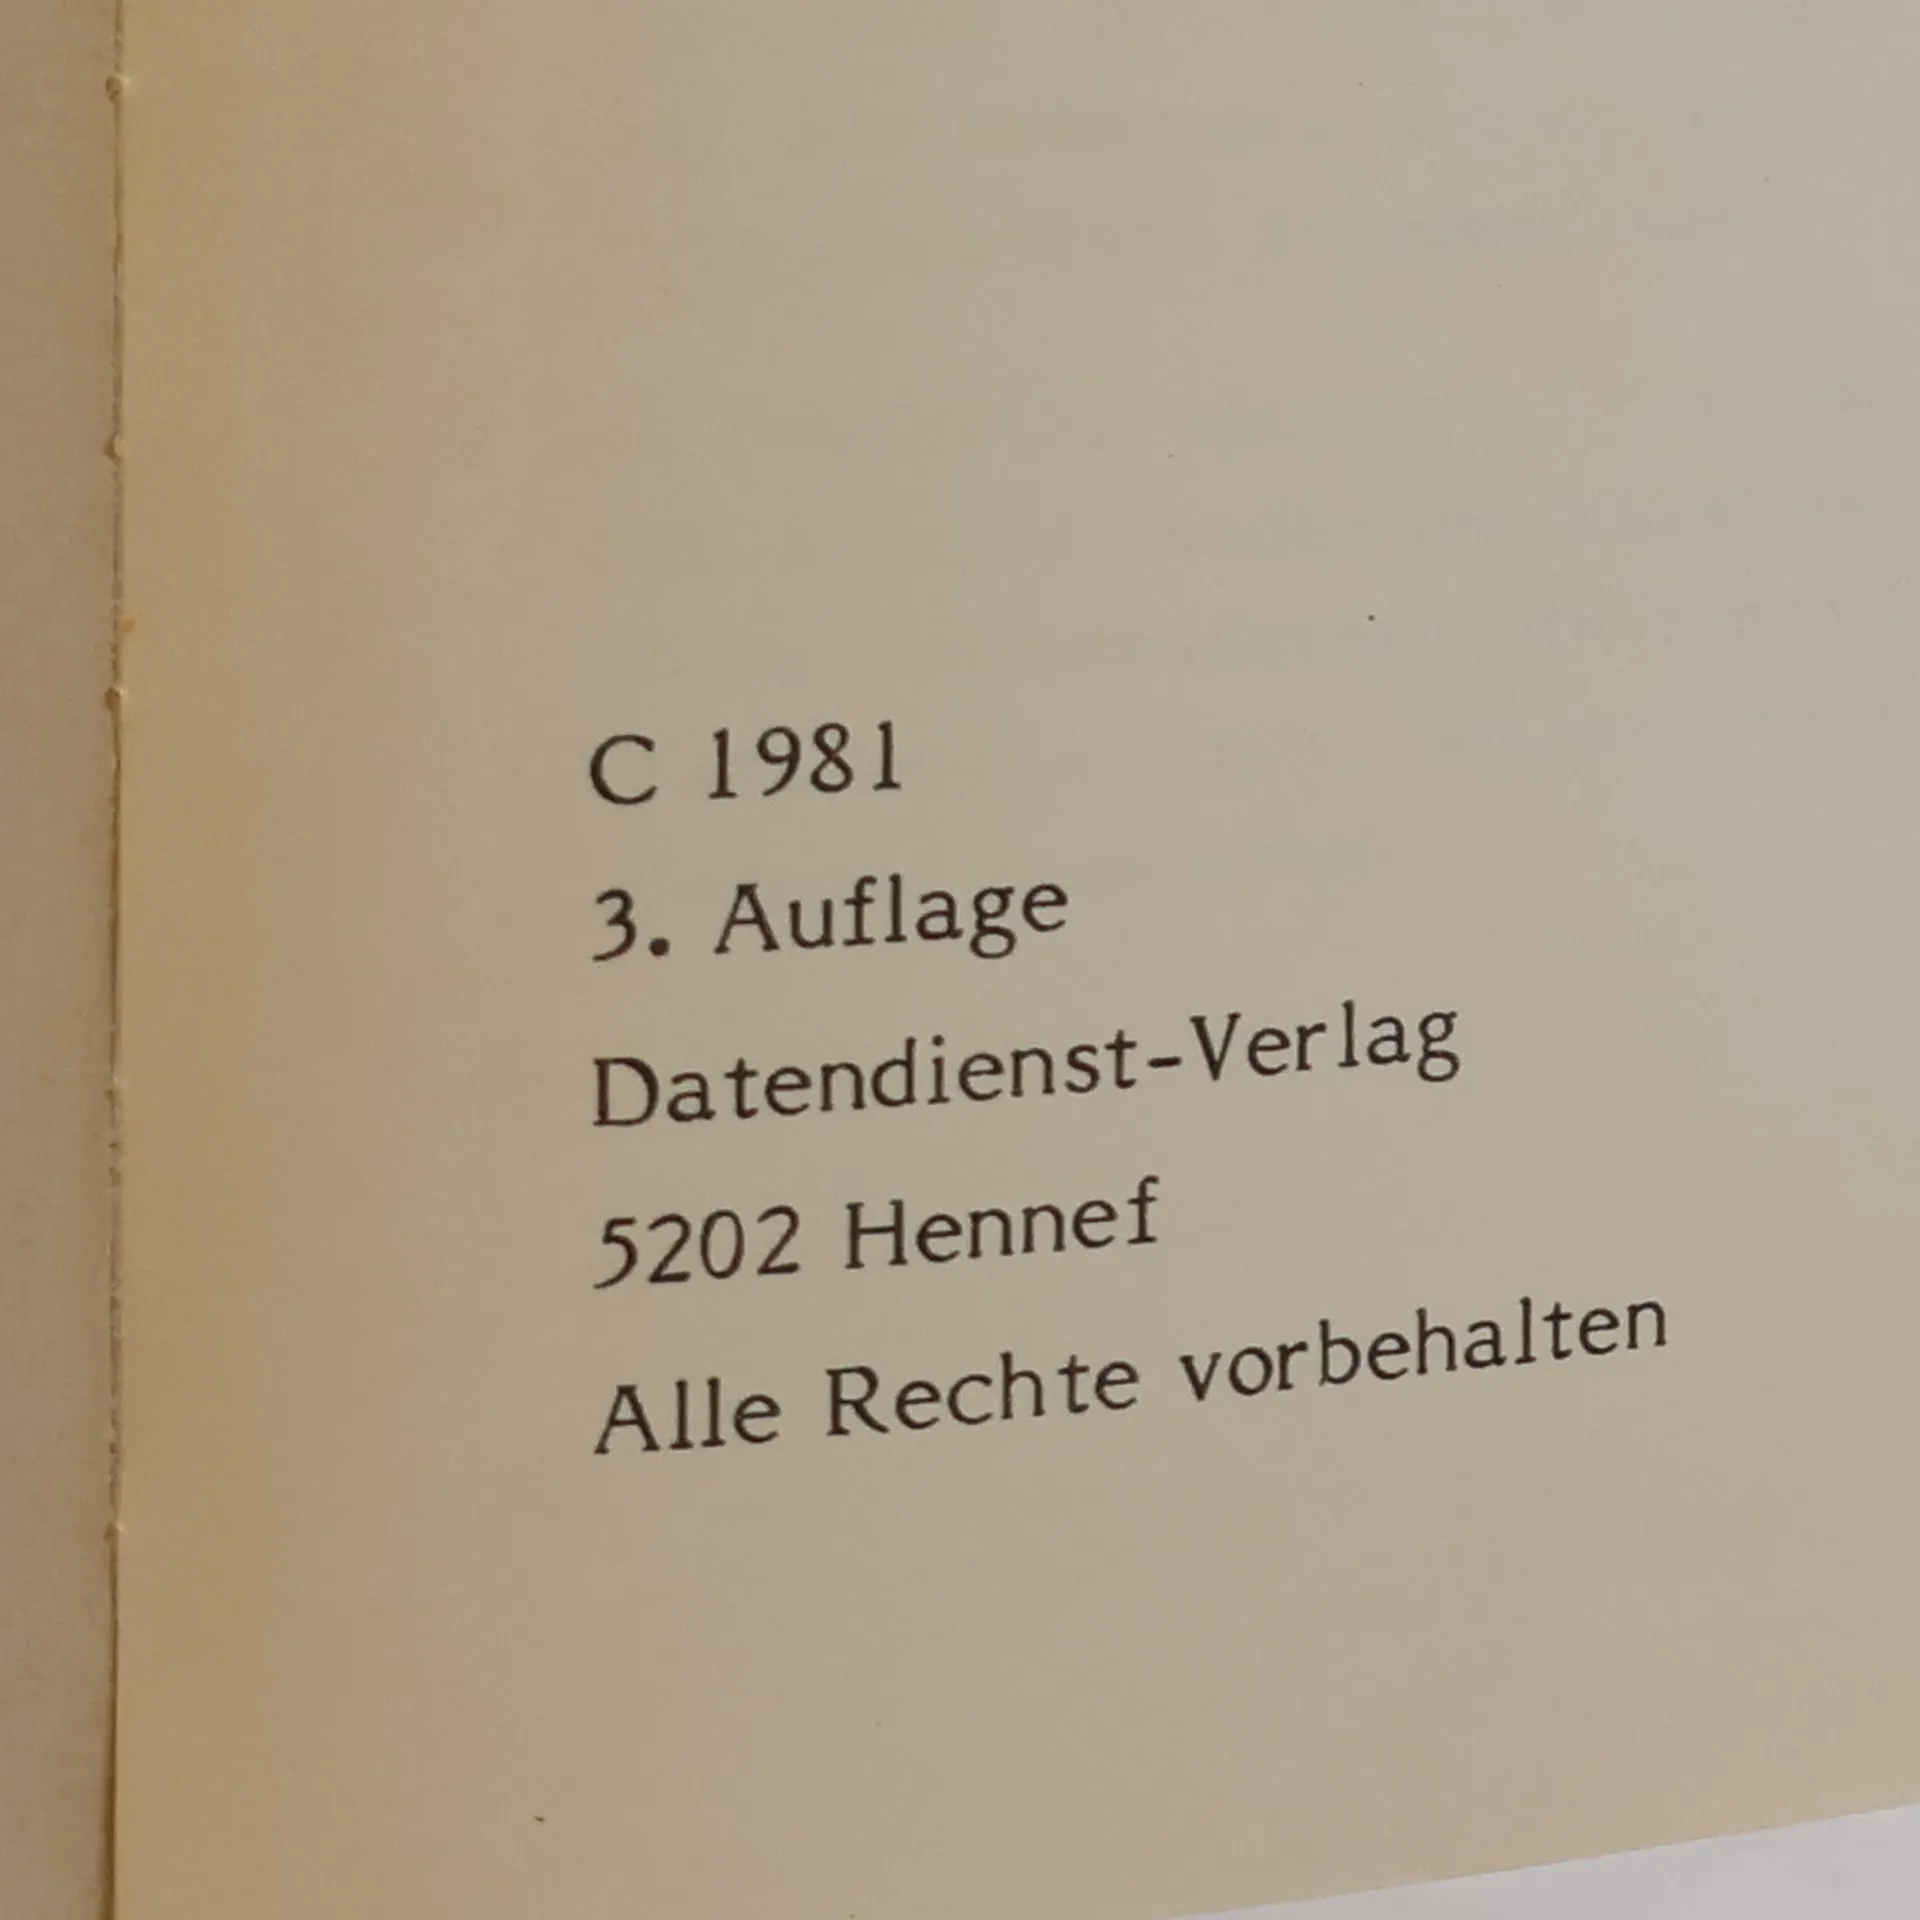 C 1981
3. Auflage
Datendienst-Verlag
5202 Hennef
Alle Rechte vorbehalten